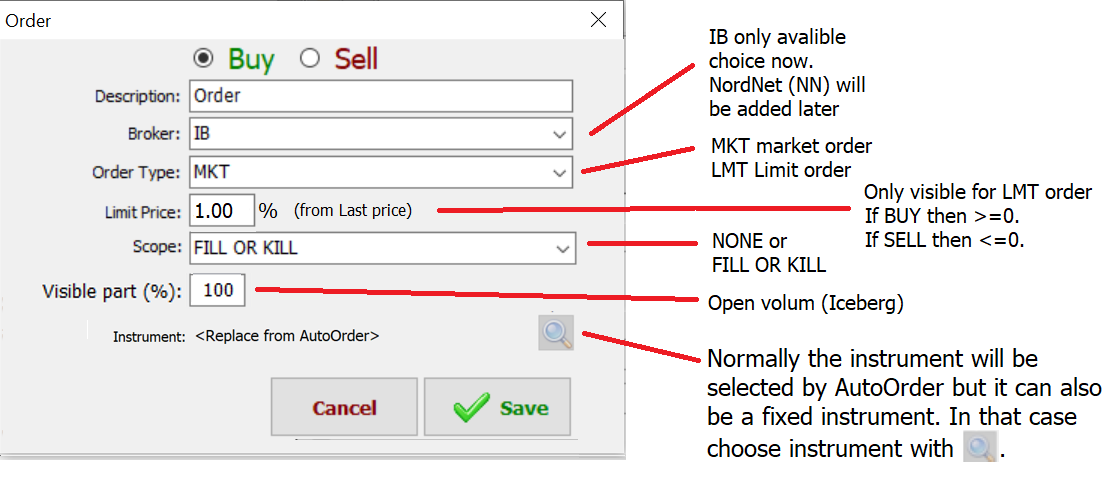 Order
Buy Sell
Description: Order
Broker: IB
Order Type: MKT
Limit Price: 1.00 % (from Last price)
Scope: FILL OR KILL
Visible part (%): 100
Instrument: <Replace from AutoOrder>
Cancel Save
IB only avalible
choice now.
NordNet (NN) will
be added later
MKT market order
LMT Limit order
Only visible for LMT order
If BUY then >=0.
If SELL then <=0.
NONE or
FILL OR KILL
Open volum (Iceberg)
Normally the instrument will be
selected by AutoOrder but it can also
be a fixed instrument. In that case
choose instrument with .